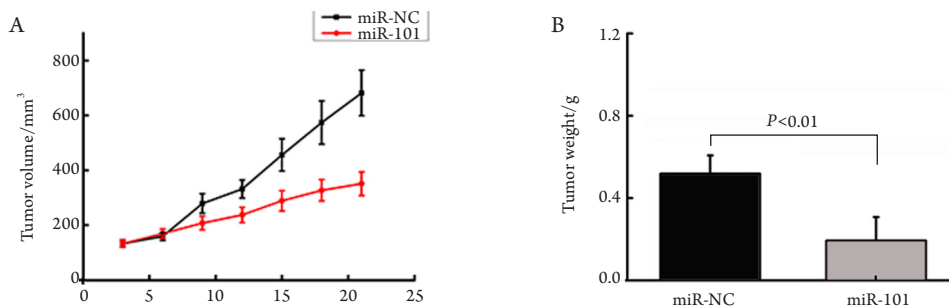 A
miR-NC
miR-101
Tumor volume/mm³
800
600
400
200
0
0 5 10 15 20 25
B
Tumor weight/g
1.2
0.8
0.4
0.0
P<0.01
miR-NC miR-101